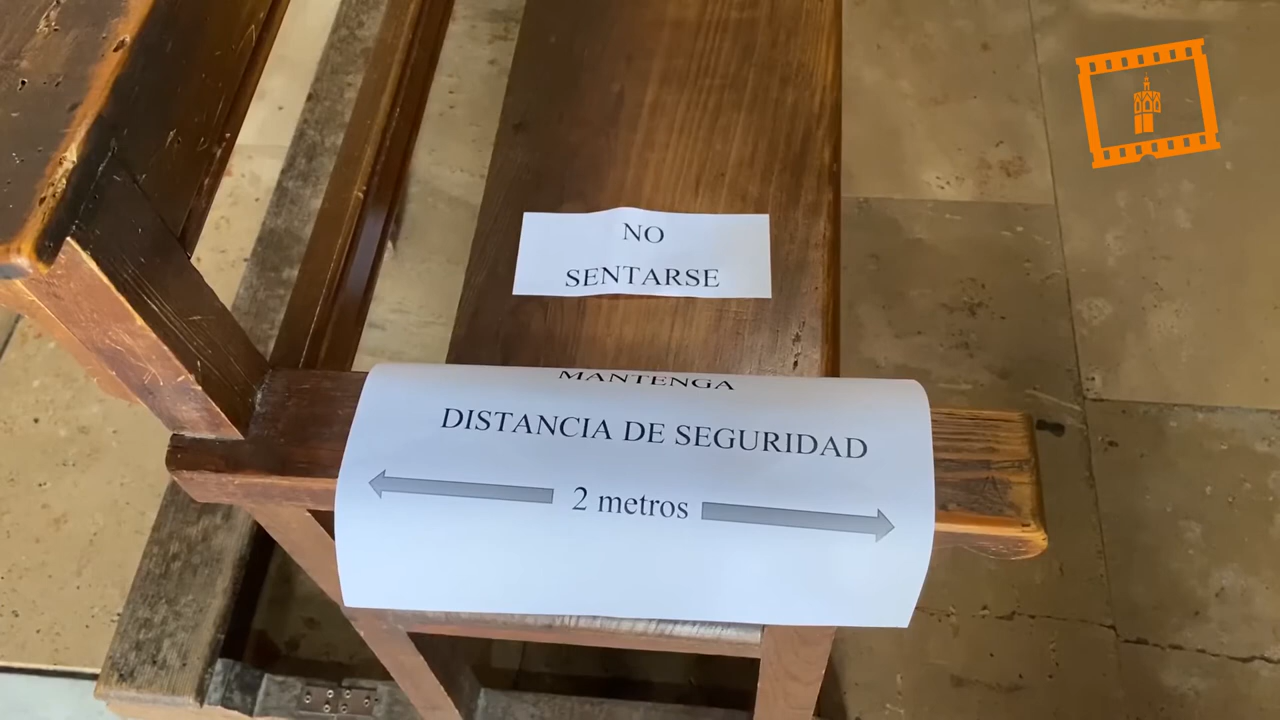 NO
SENTARSE
MANTENGA
DISTANCIA DE SEGURIDAD
2 metros